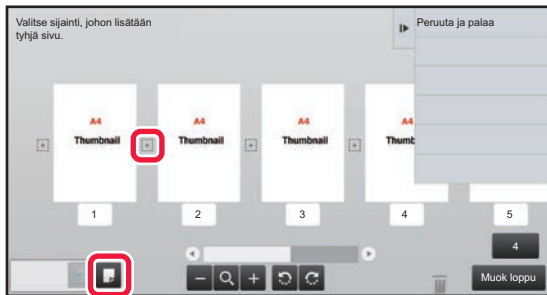 Valitse sijainti, johon lisätään
tyhjä sivu.
Peruuta ja palaa
A4
Thumbnail
A4
Thumbnail
A4
Thumbnail
A4
Thumb
1
2
3
4
5
4
Muok loppu